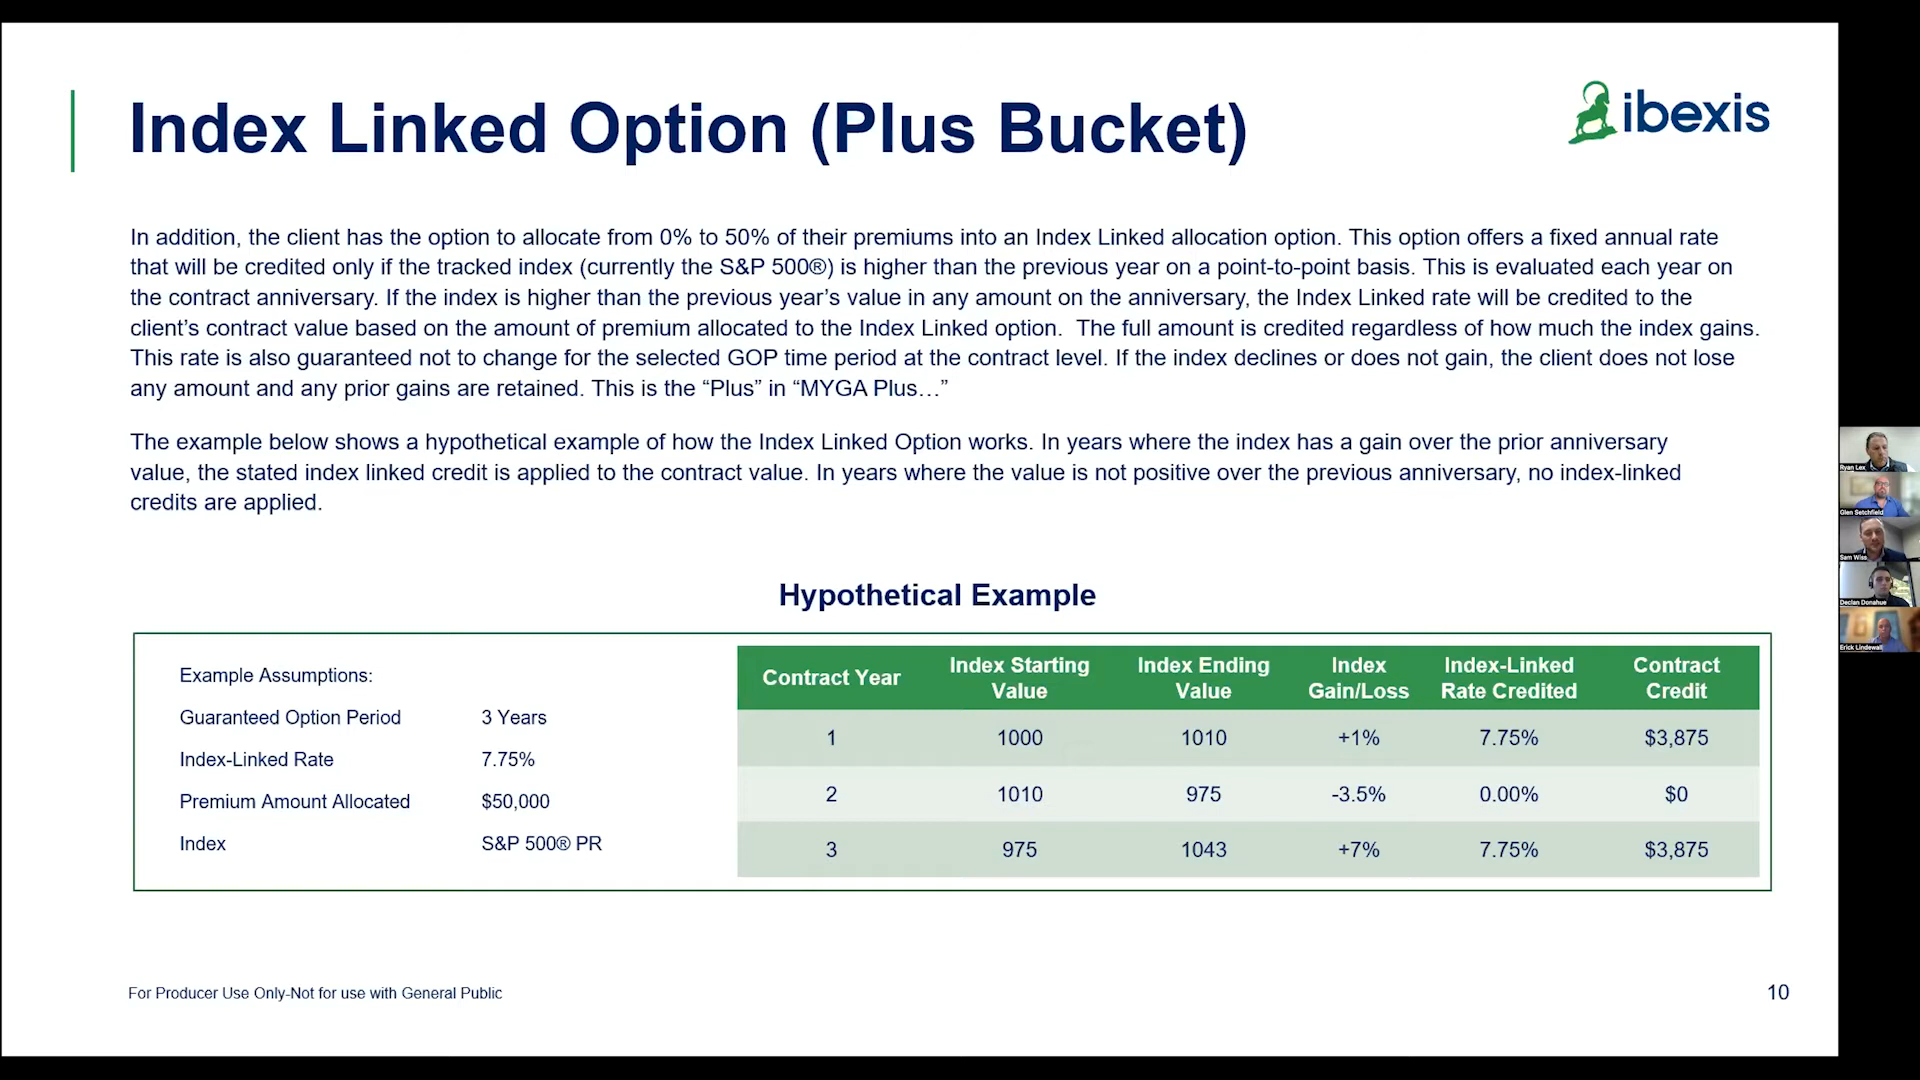 Index Linked Option (Plus Bucket)
ibexis
In addition, the client has the option to allocate from 0% to 50% of their premiums into an Index Linked allocation option. This option offers a fixed annual rate
that will be credited only if the tracked index (currently the S&P 500®) is higher than the previous year on a point-to-point basis. This is evaluated each year on
the contract anniversary. If the index is higher than the previous year's value in any amount on the anniversary, the Index Linked rate will be credited to the
client's contract value based on the amount of premium allocated to the Index Linked option.  The full amount is credited regardless of how much the index gains.
This rate is also guaranteed not to change for the selected GOP time period at the contract level. If the index declines or does not gain, the client does not lose
any amount and any prior gains are retained. This is the “Plus” in “MYGA Plus…”
The example below shows a hypothetical example of how the Index Linked Option works. In years where the index has a gain over the prior anniversary
value, the stated index linked credit is applied to the contract value. In years where the value is not positive over the previous anniversary, no index-linked
credits are applied.
Hypothetical Example
Example Assumptions:
Guaranteed Option Period 3 Years
Index-Linked Rate 7.75%
Premium Amount Allocated $50,000
Index S&P 500® PR
Contract Year Index Starting Value Index Ending Value Index Gain/Loss Index-Linked Rate Credited Contract Credit
1 1000 1010 +1% 7.75% $3,875
2 1010 975 -3.5% 0.00% $0
3 975 1043 +7% 7.75% $3,875
For Producer Use Only-Not for use with General Public
10
Ryan Lex
Glen Setchfield
Sam Wiss
Declan Donahue
Erick Lindewall